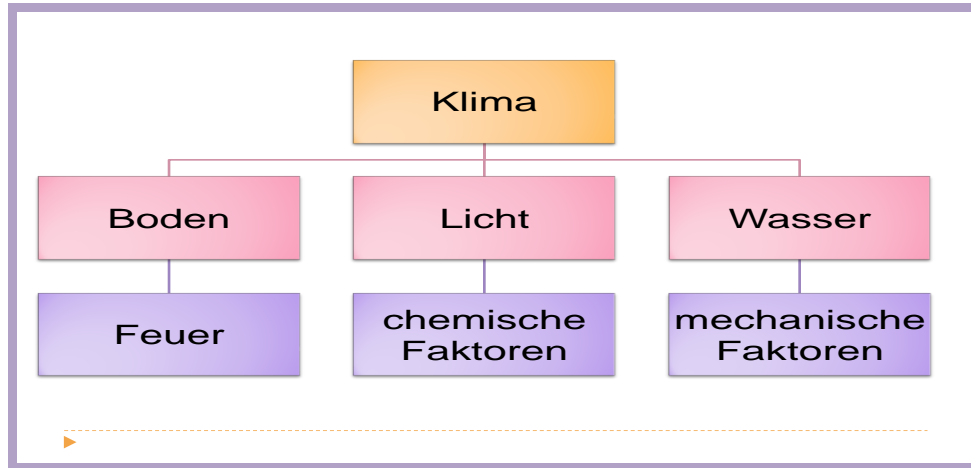 Klima
Boden
Licht
Wasser
Feuer
chemische
Faktoren
mechanische
Faktoren